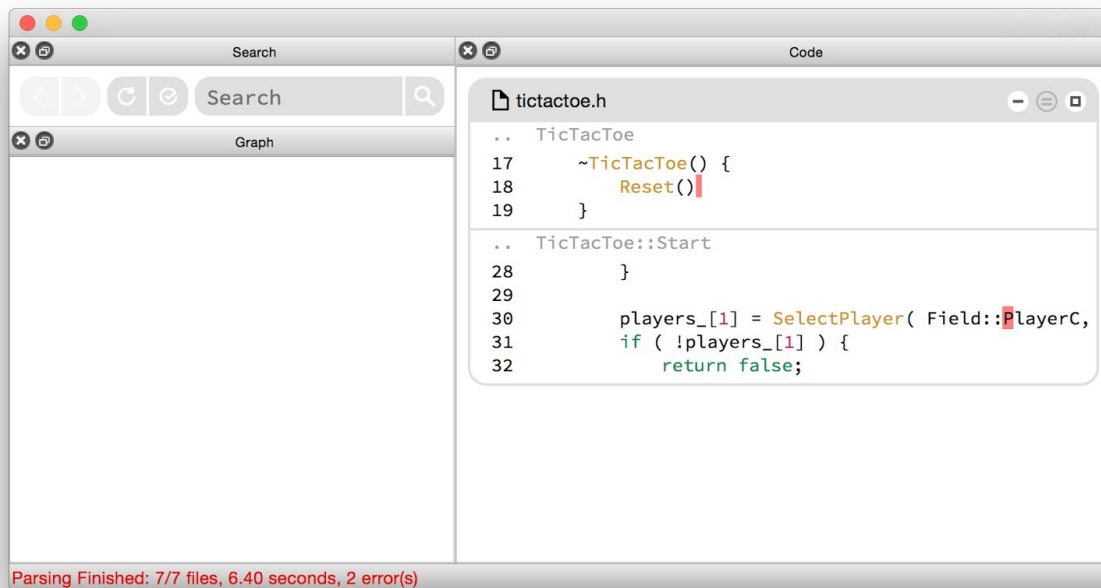 Search
Code
Search
Graph
tictactoe.h
.. TicTacToe
17 ~TicTacToe() {
18 Reset()
19 }
.. TicTacToe::Start
28 }
29
30 players_[1] = SelectPlayer( Field::PlayerC,
31 if ( !players_[1] ) {
32 return false;
Parsing Finished: 7/7 files, 6.40 seconds, 2 error(s)